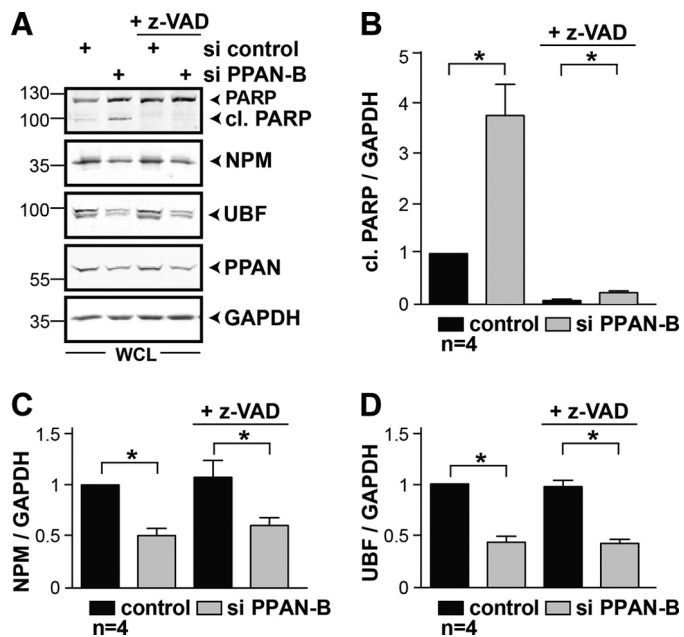 A
+ z-VAD
+ + si control
+ + si PPAN-B
130
PARP
100
cl. PARP
35
NPM
100
UBF
55
PPAN
35
GAPDH
WCL
B
+ z-VAD
*
*
cl. PARP / GAPDH
5
4
3
2
1
0
control si PPAN-B
n=4
C
+ z-VAD
*
*
NPM / GAPDH
1.5
1
0.5
0
control si PPAN-B
n=4
D
+ z-VAD
*
*
UBF / GAPDH
1.5
1
0.5
0
control si PPAN-B
n=4